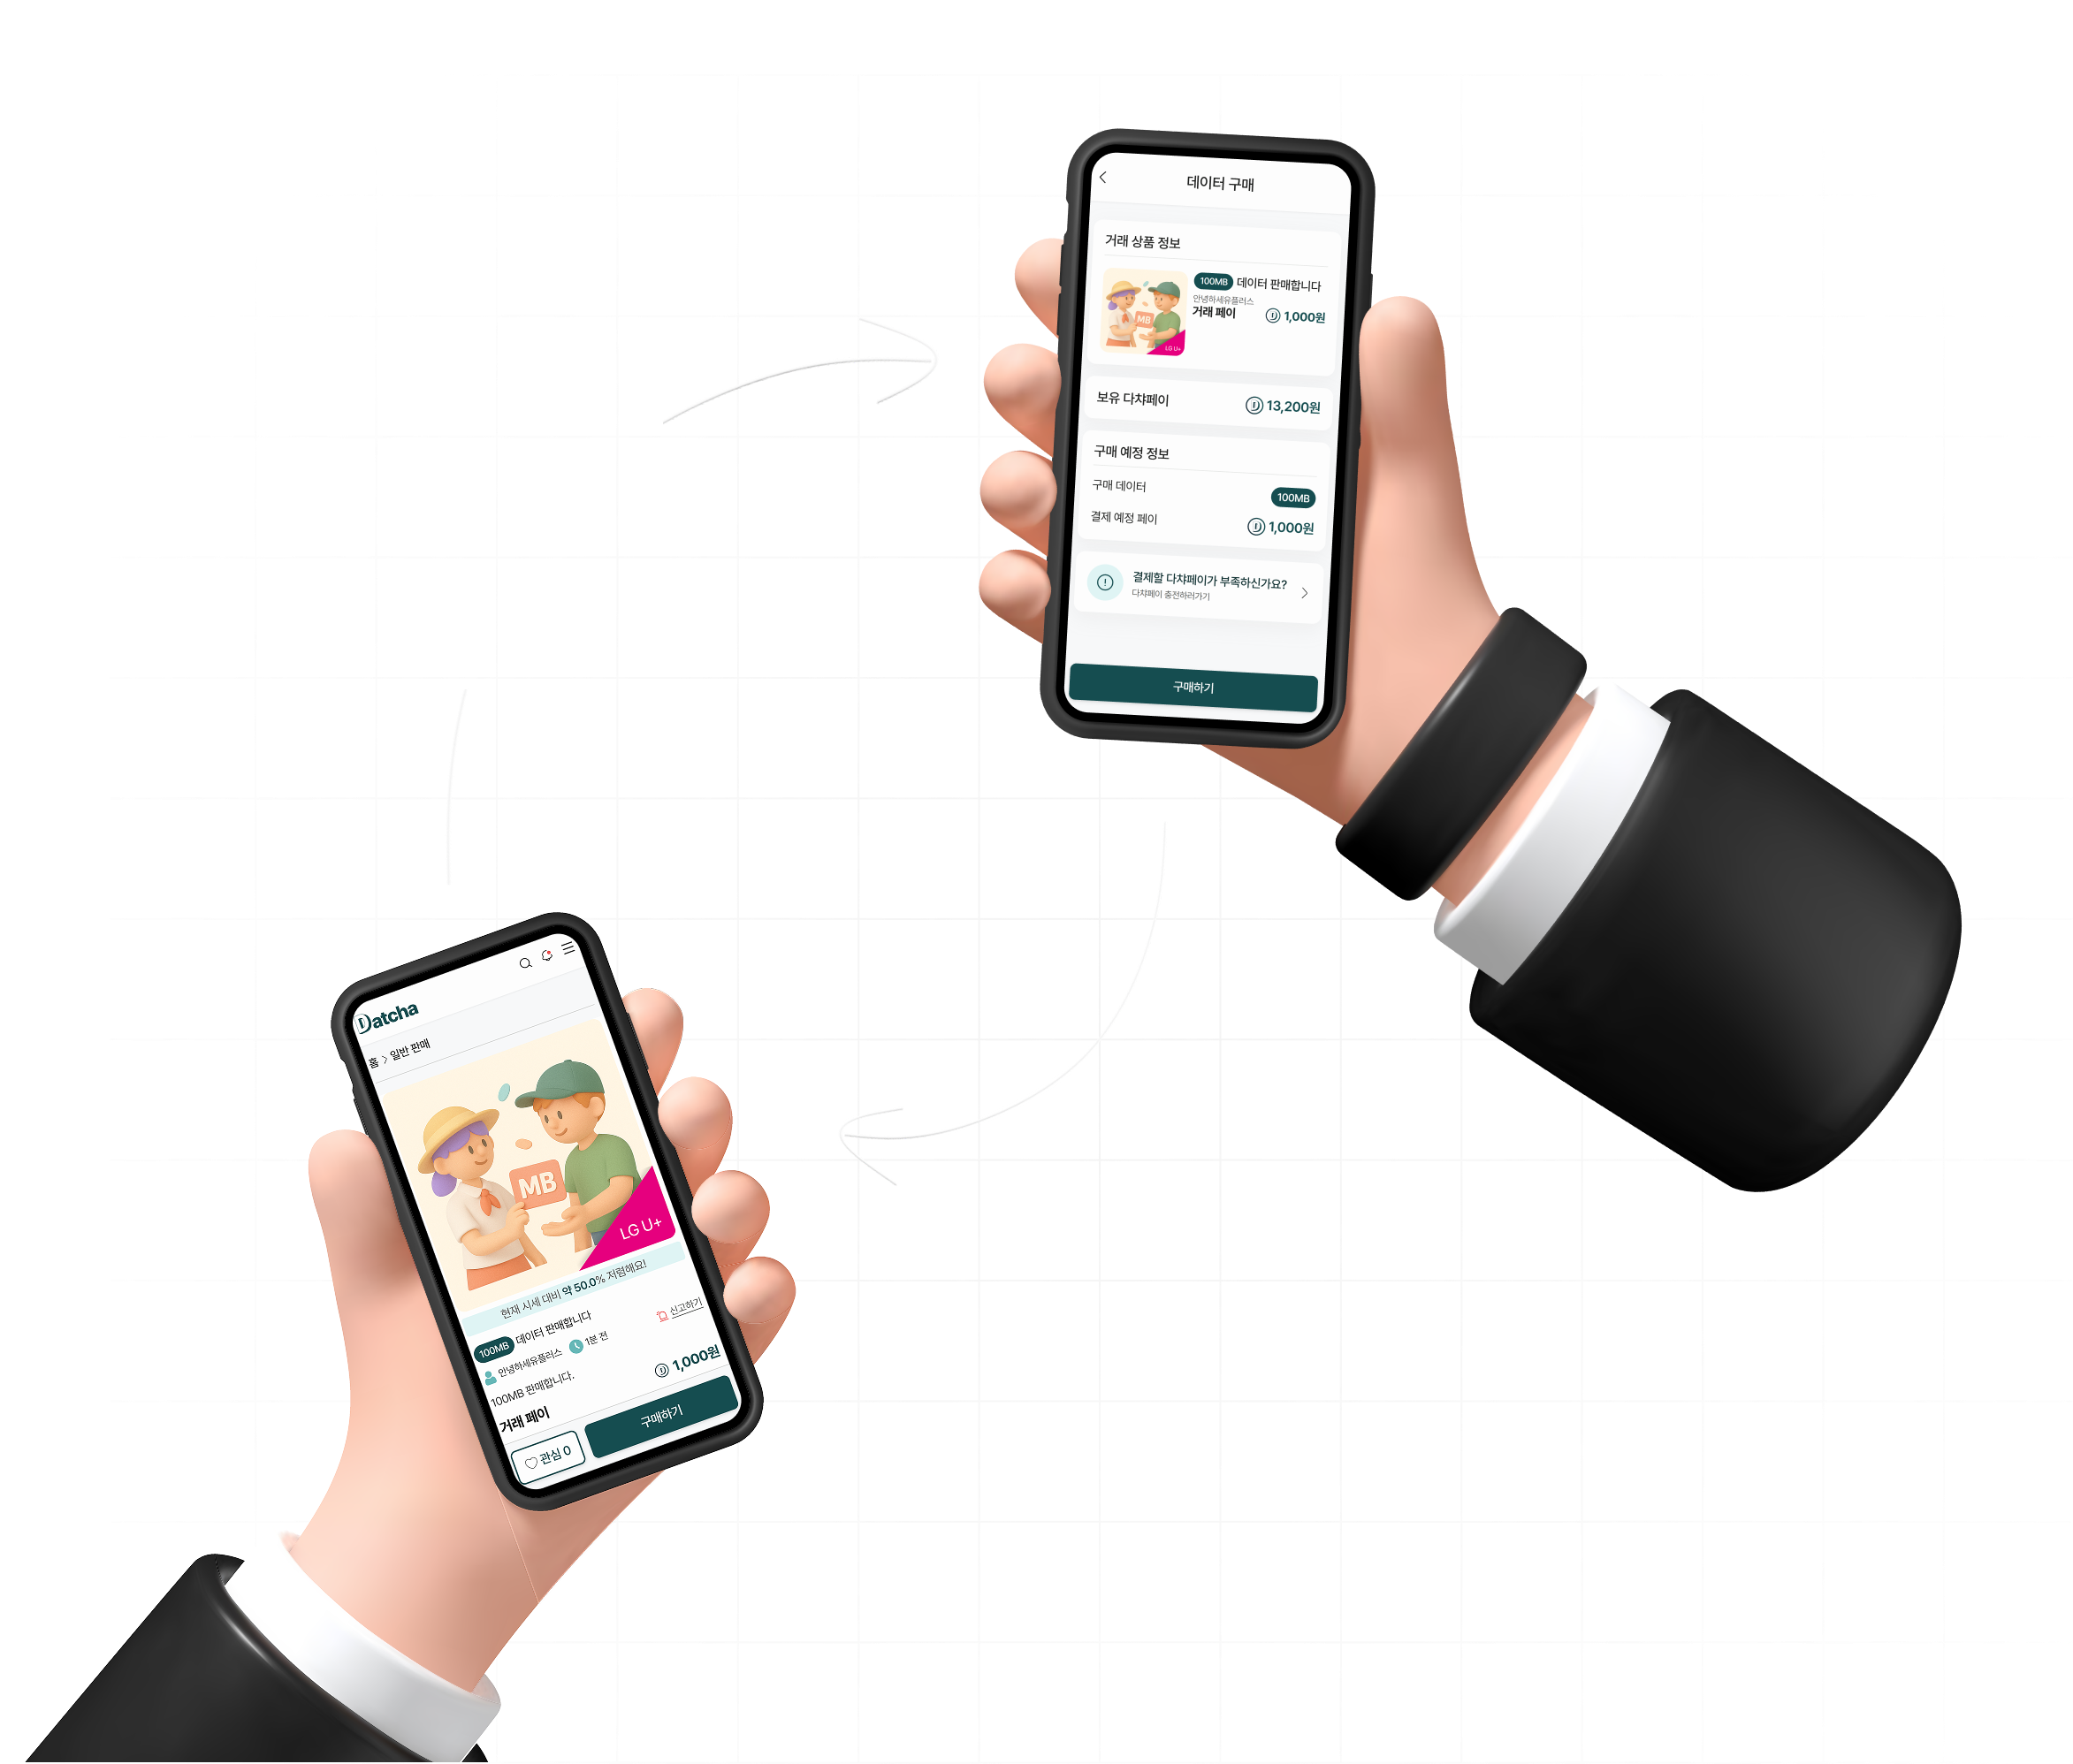 데이터 구매
거래 상품 정보
100MB 데이터 판매합니다
안녕하세유플러스
거래 페이 1,000원
MB
LG U+
보유 다챠페이 13,200원
구매 예정 정보
구매 데이터 100MB
결제 예정 페이 1,000원
결제할 다챠페이가 부족하신가요?
다챠페이 충전하러가기
구매하기
Datcha
홈 > 일반 판매
MB
LG U+
현재 시세 대비 약 50.0% 저렴해요!
100MB 데이터 판매합니다
신고하기
안녕하세유플러스 1분 전
100MB 판매합니다.
거래 페이 1,000원
관심 0 구매하기